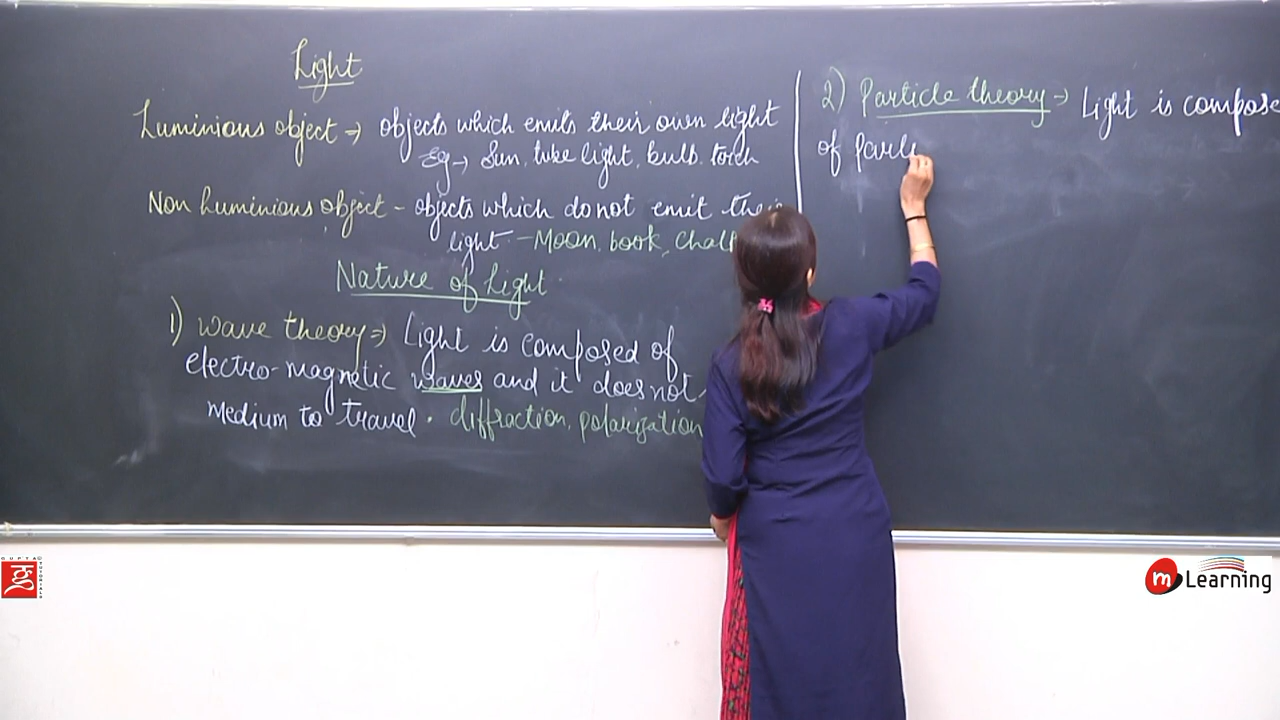 Light
Luminious object → objects which emits their own light
Eg → Sun, tube light, bulb. torch
Non Luminious object - objects which do not emit their
light - Moon, book, Chalk
Nature of Light
1) Wave theory → Light is composed of
electro-magnetic waves and it does not
Medium to travel. diffraction, polarization
2) Particle theory → Light is compose
of Parti
GUPTA TUTORIALS
m Learning